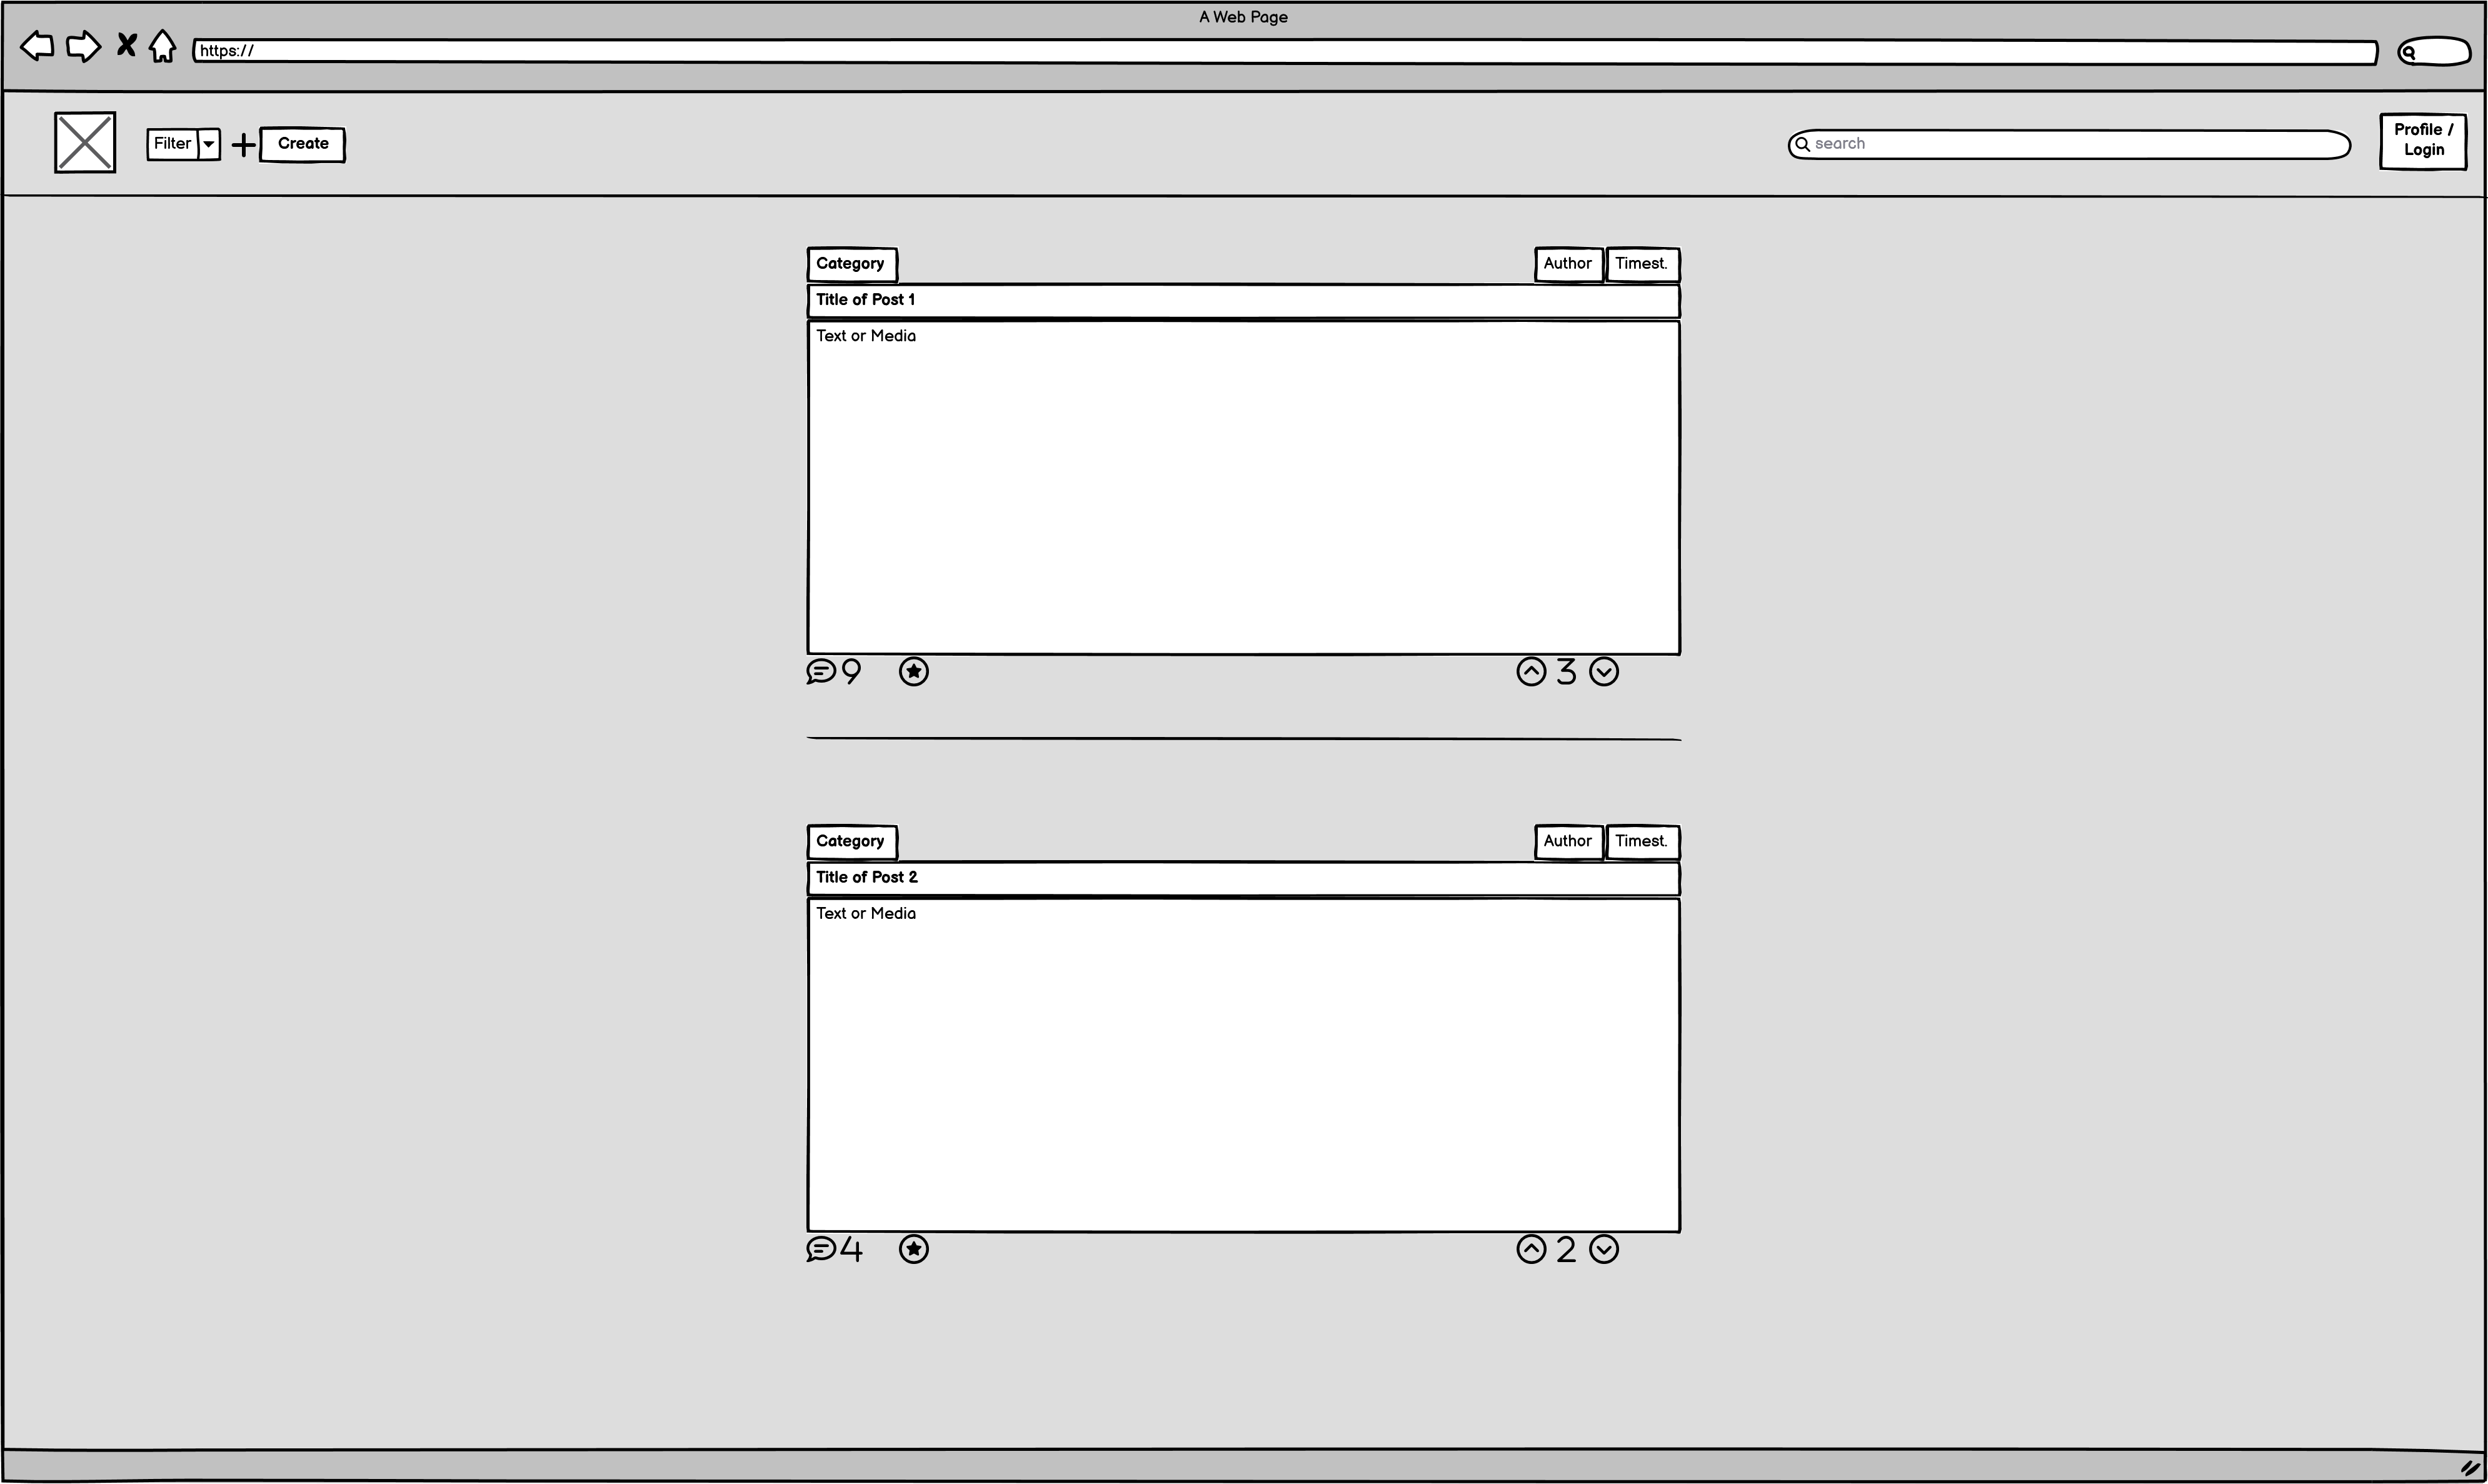 A Web Page
https://
Filter
Create
search
Profile /
Login
Category
Author
Timest.
Title of Post 1
Text or Media
9
3
Category
Author
Timest.
Title of Post 2
Text or Media
4
2